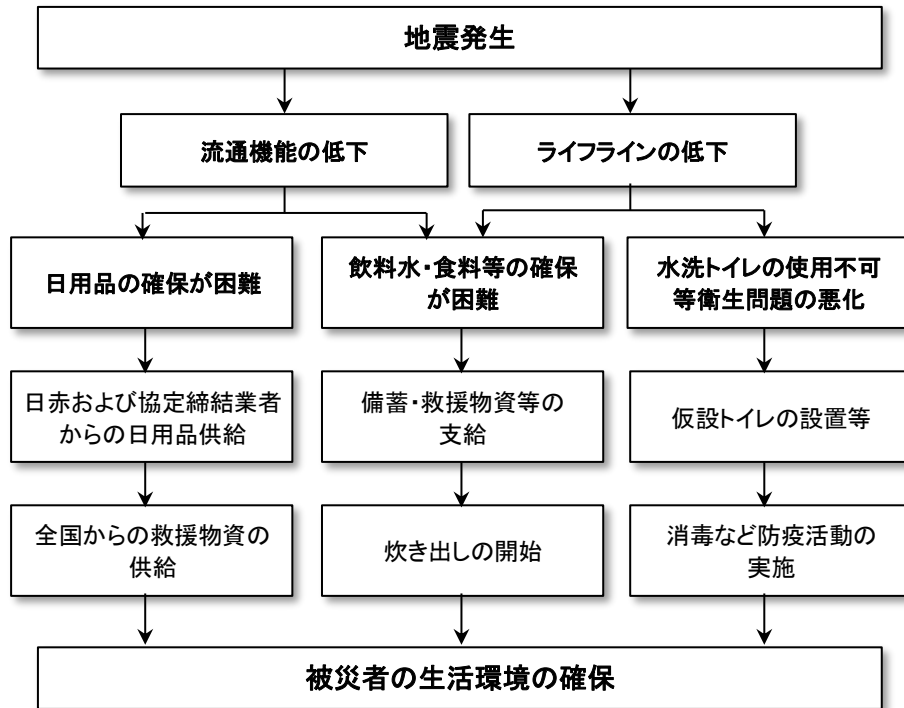 地震発生
流通機能の低下
ライフラインの低下
日用品の確保が困難
飲料水・食料等の確保
が困難
水洗トイレの使用不可
等衛生問題の悪化
日赤および協定締結業者
からの日用品供給
備蓄・救援物資等の
支給
仮設トイレの設置等
全国からの救援物資の
供給
炊き出しの開始
消毒など防疫活動の
実施
被災者の生活環境の確保